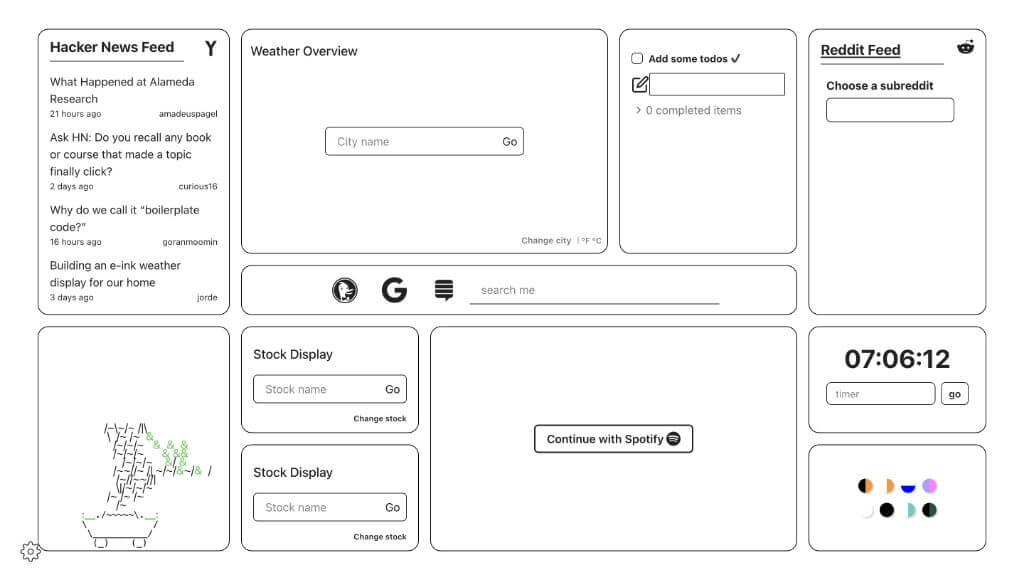 Hacker News Feed
What Happened at Alameda
Research
21 hours ago amadeuspagel
Ask HN: Do you recall any book
or course that made a topic
finally click?
2 days ago curious16
Why do we call it “boilerplate
code?”
16 hours ago goranmoomin
Building an e-ink weather
display for our home
3 days ago jorde
Weather Overview
City name Go
Change city | °F °C
Add some todos ✓
> 0 completed items
Reddit Feed
Choose a subreddit
search me
Stock Display
Stock name Go
Change stock
Stock Display
Stock name Go
Change stock
Continue with Spotify
07:06:12
timer go